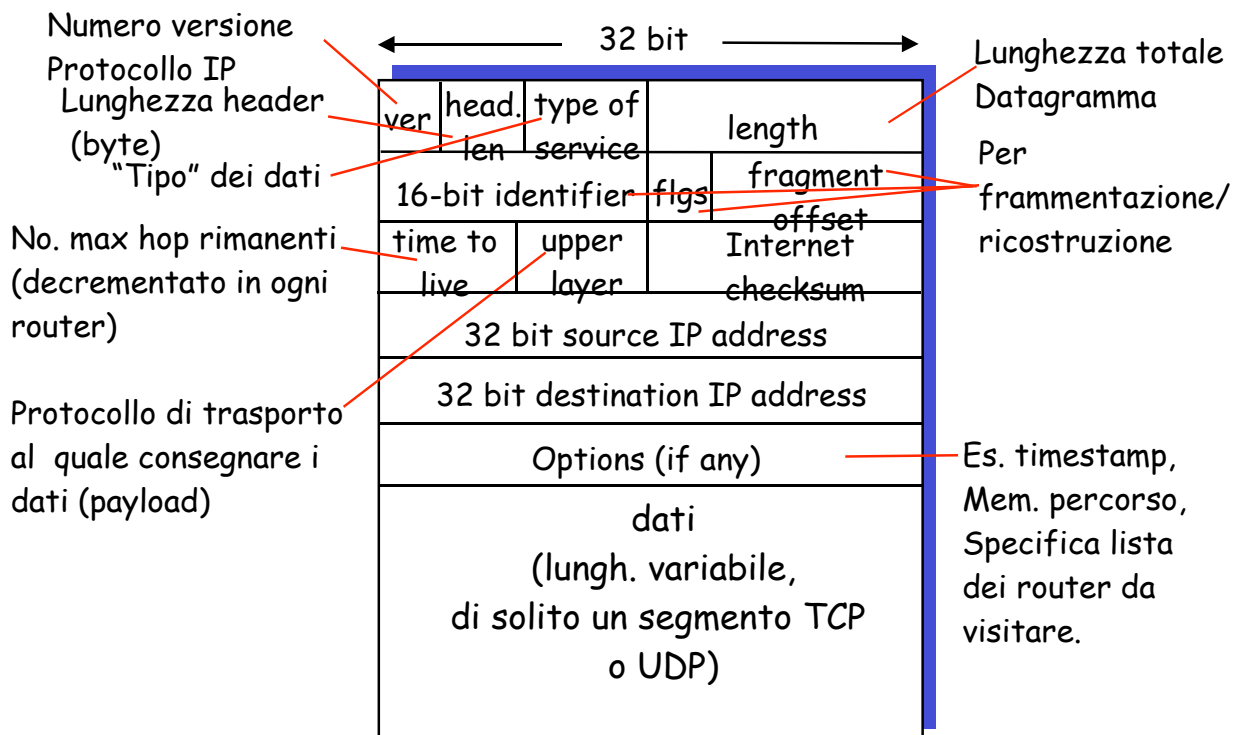 Numero versione
Protocollo IP
Lunghezza header
(byte)
"Tipo" dei dati
No. max hop rimanenti
(decrementato in ogni
router)
Protocollo di trasporto
al quale consegnare i
dati (payload)
32 bit
ver
head.
len
type of
service
length
16-bit identifier
flgs
fragment
offset
time to
live
upper
layer
Internet
checksum
32 bit source IP address
32 bit destination IP address
Options (if any)
dati
(lungh. variabile,
di solito un segmento TCP
o UDP)
Lunghezza totale
Datagramma
Per
frammentazione/
ricostruzione
Es. timestamp,
Mem. percorso,
Specifica lista
dei router da
visitare.